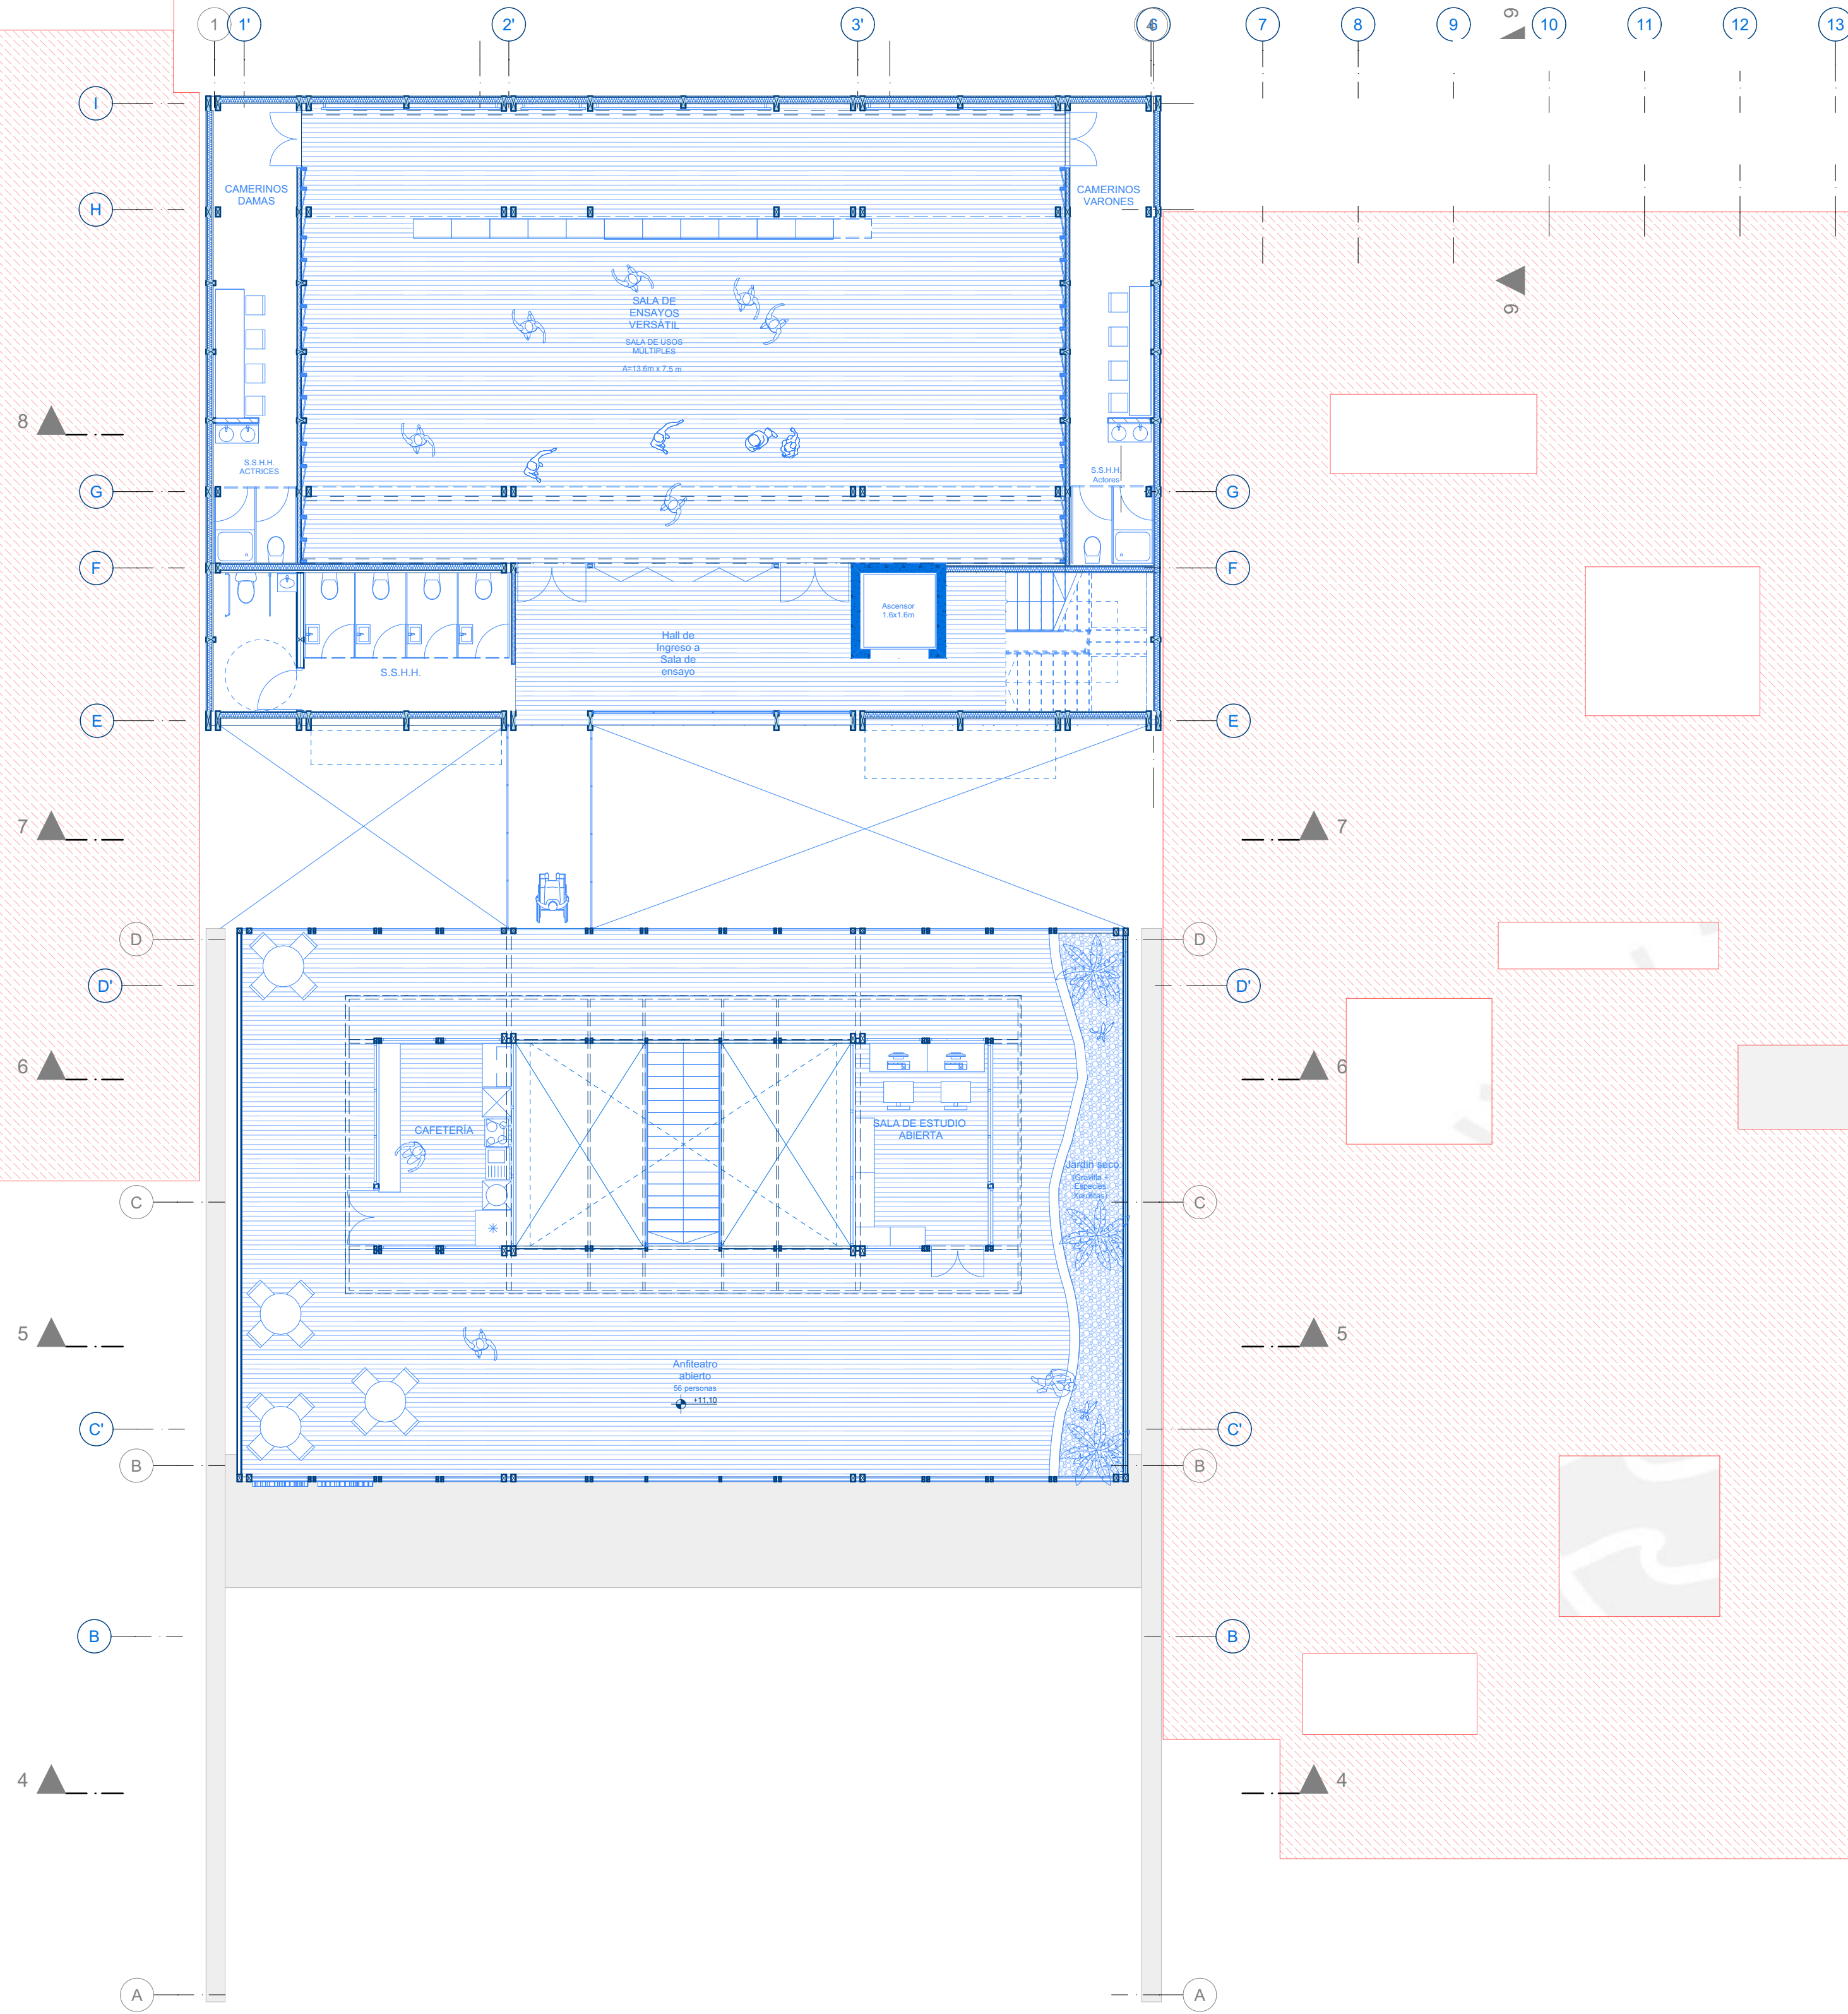 1
1'
2'
3'
6
7
8
9
9
10
11
12
13
I
H
CAMERINOS
DAMAS
CAMERINOS
VARONES
9
SALA DE
ENSAYOS
VERSÁTIL
SALA DE USOS
MÚLTIPLES
A=13.6m x 7.5 m
8
S.S.H.H.
ACTRICES
S.S.H.H.
Actores
G
G
F
F
Ascensor
1.6x1.6m
Hall de
Ingreso a
Sala de
ensayo
S.S.H.H.
E
E
7
7
D
D
D'
D'
6
6
CAFETERÍA
SALA DE ESTUDIO
ABIERTA
Jardín seco
(Gravilla +
Especies
Xerófitas)
C
C
5
5
Anfiteatro
abierto
56 personas
+11.10
C'
C'
B
B
B
B
4
4
A
A